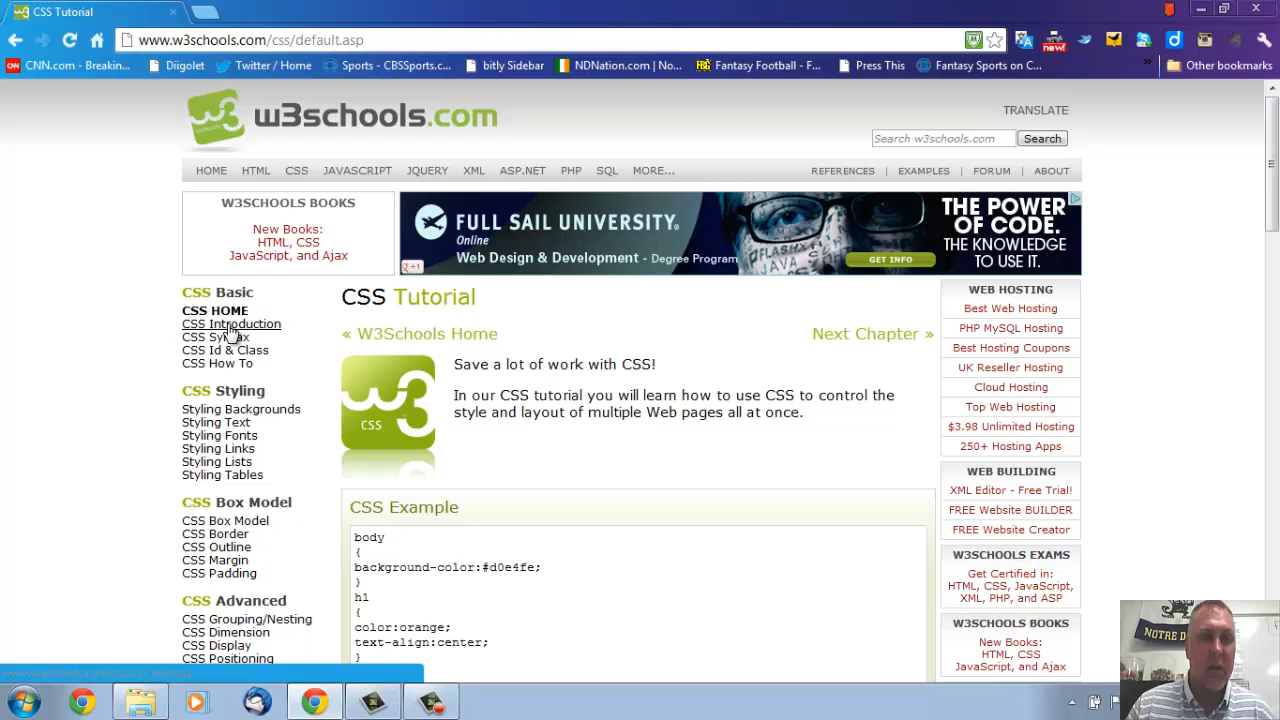 CSS Tutorial
www.w3schools.com/css/default.asp
new!
CNN.com - Breakin...
Diigolet
Twitter / Home
Sports - CBSSports.c...
bitly Sidebar
NDNation.com | No...
Fantasy Football - F...
Press This
Fantasy Sports on C...
»
Other bookmarks
w3schools.com
TRANSLATE
Search w3schools.com
Search
HOME HTML CSS JAVASCRIPT JQUERY XML ASP.NET PHP SQL MORE...
REFERENCES | EXAMPLES | FORUM | ABOUT
W3SCHOOLS BOOKS
New Books:
HTML, CSS
JavaScript, and Ajax
FULL SAIL UNIVERSITY.
Online
Web Design & Development - Degree Program
THE POWER
OF CODE.
THE KNOWLEDGE
TO USE IT.
GET INFO
+1
CSS Basic
CSS HOME
CSS Introduction
CSS Syntax
CSS Id & Class
CSS How To
CSS Styling
Styling Backgrounds
Styling Text
Styling Fonts
Styling Links
Styling Lists
Styling Tables
CSS Box Model
CSS Box Model
CSS Border
CSS Outline
CSS Margin
CSS Padding
CSS Advanced
CSS Grouping/Nesting
CSS Dimension
CSS Display
CSS Positioning
CSS Tutorial
« W3Schools Home
Next Chapter »
w3
CSS
Save a lot of work with CSS!
In our CSS tutorial you will learn how to use CSS to control the
style and layout of multiple Web pages all at once.
CSS Example
body
{
background-color:#d0e4fe;
}
h1
{
color:orange;
text-align:center;
}
WEB HOSTING
Best Web Hosting
PHP MySQL Hosting
Best Hosting Coupons
UK Reseller Hosting
Cloud Hosting
Top Web Hosting
$3.98 Unlimited Hosting
250+ Hosting Apps
WEB BUILDING
XML Editor - Free Trial!
FREE Website BUILDER
FREE Website Creator
W3SCHOOLS EXAMS
Get Certified in:
HTML, CSS, JavaScript,
XML, PHP, and ASP
W3SCHOOLS BOOKS
New Books:
HTML, CSS
JavaScript, and Ajax
NOTRE D